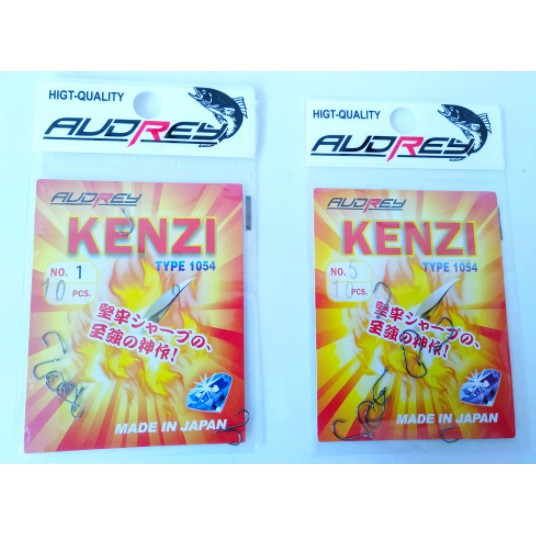 HIGT-QUALITY
AUDREY
AUDREY
KENZI
TYPE 1054
NO. 1
10 PCS.
堅牢シャープの、
至強の神依!
MADE IN JAPAN
HIGT-QUALITY
AUDREY
AUDREY
KENZI
TYPE 1054
NO. 5
10 PCS.
堅牢シャープの、
至強の神依!
MADE IN JAPAN